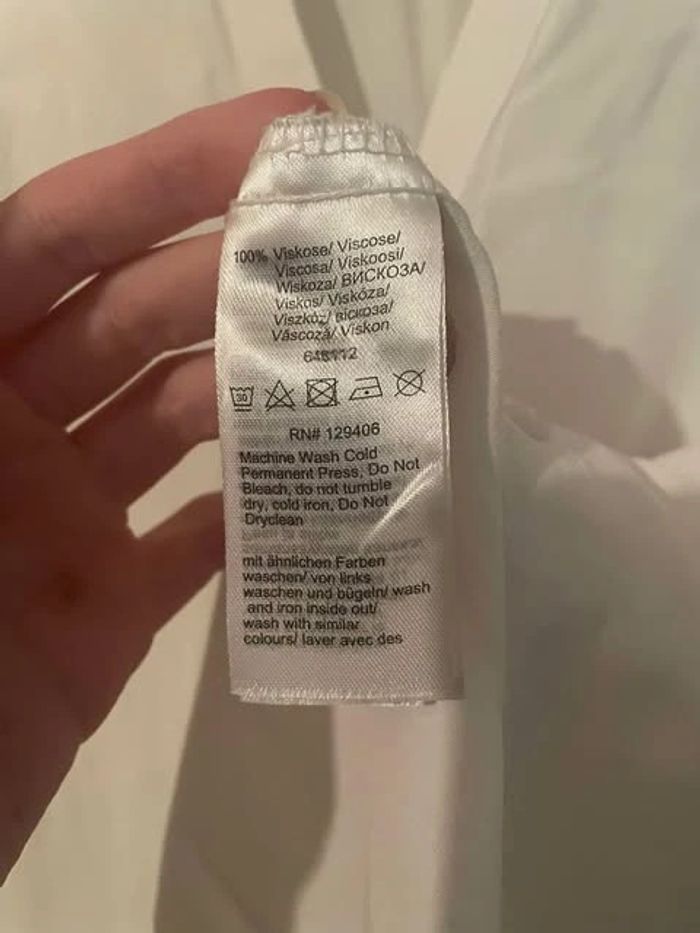 100% Viskose/ Viscose/
Viscosa/ Viskoosi/
Wiskoza/ ВИСКОЗА/
Viskos/ Viskóza/
Viszkóz/ віскоза/
Vâscoză/ Viskon
30
RN# 129406
Machine Wash Cold
Permanent Press, Do Not
Bleach, do not tumble
dry, cold iron, Do Not
Dryclean
mit ähnlichen Farben
waschen/ von links
waschen und bügeln/ wash
and iron inside out/
wash with similar
colours/ laver avec des